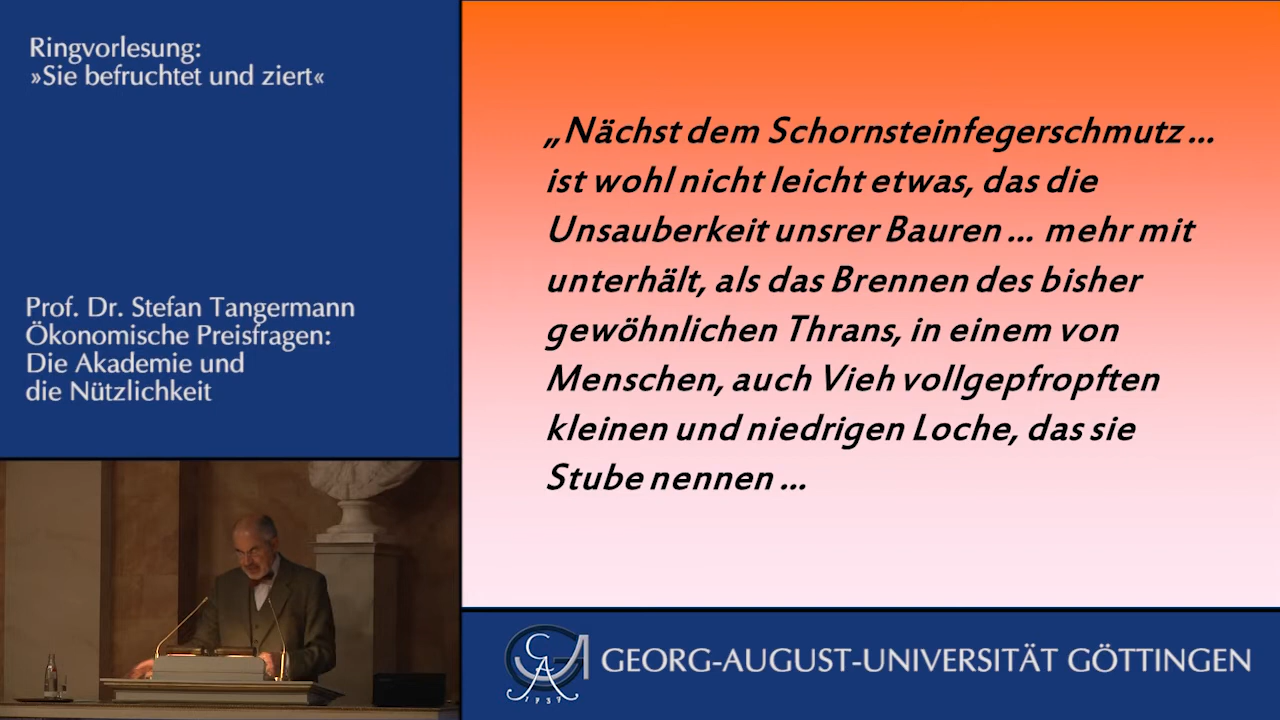 Ringvorlesung:
»Sie befruchtet und ziert«
Prof. Dr. Stefan Tangermann
Ökonomische Preisfragen:
Die Akademie und
die Nützlichkeit
„Nächst dem Schornsteinfegerschmutz ...
ist wohl nicht leicht etwas, das die
Unsauberkeit unsrer Bauren ... mehr mit
unterhält, als das Brennen des bisher
gewöhnlichen Thrans, in einem von
Menschen, auch Vieh vollgepfropften
kleinen und niedrigen Loche, das sie
Stube nennen ...
GAU
1737
GEORG-AUGUST-UNIVERSITÄT GÖTTINGEN